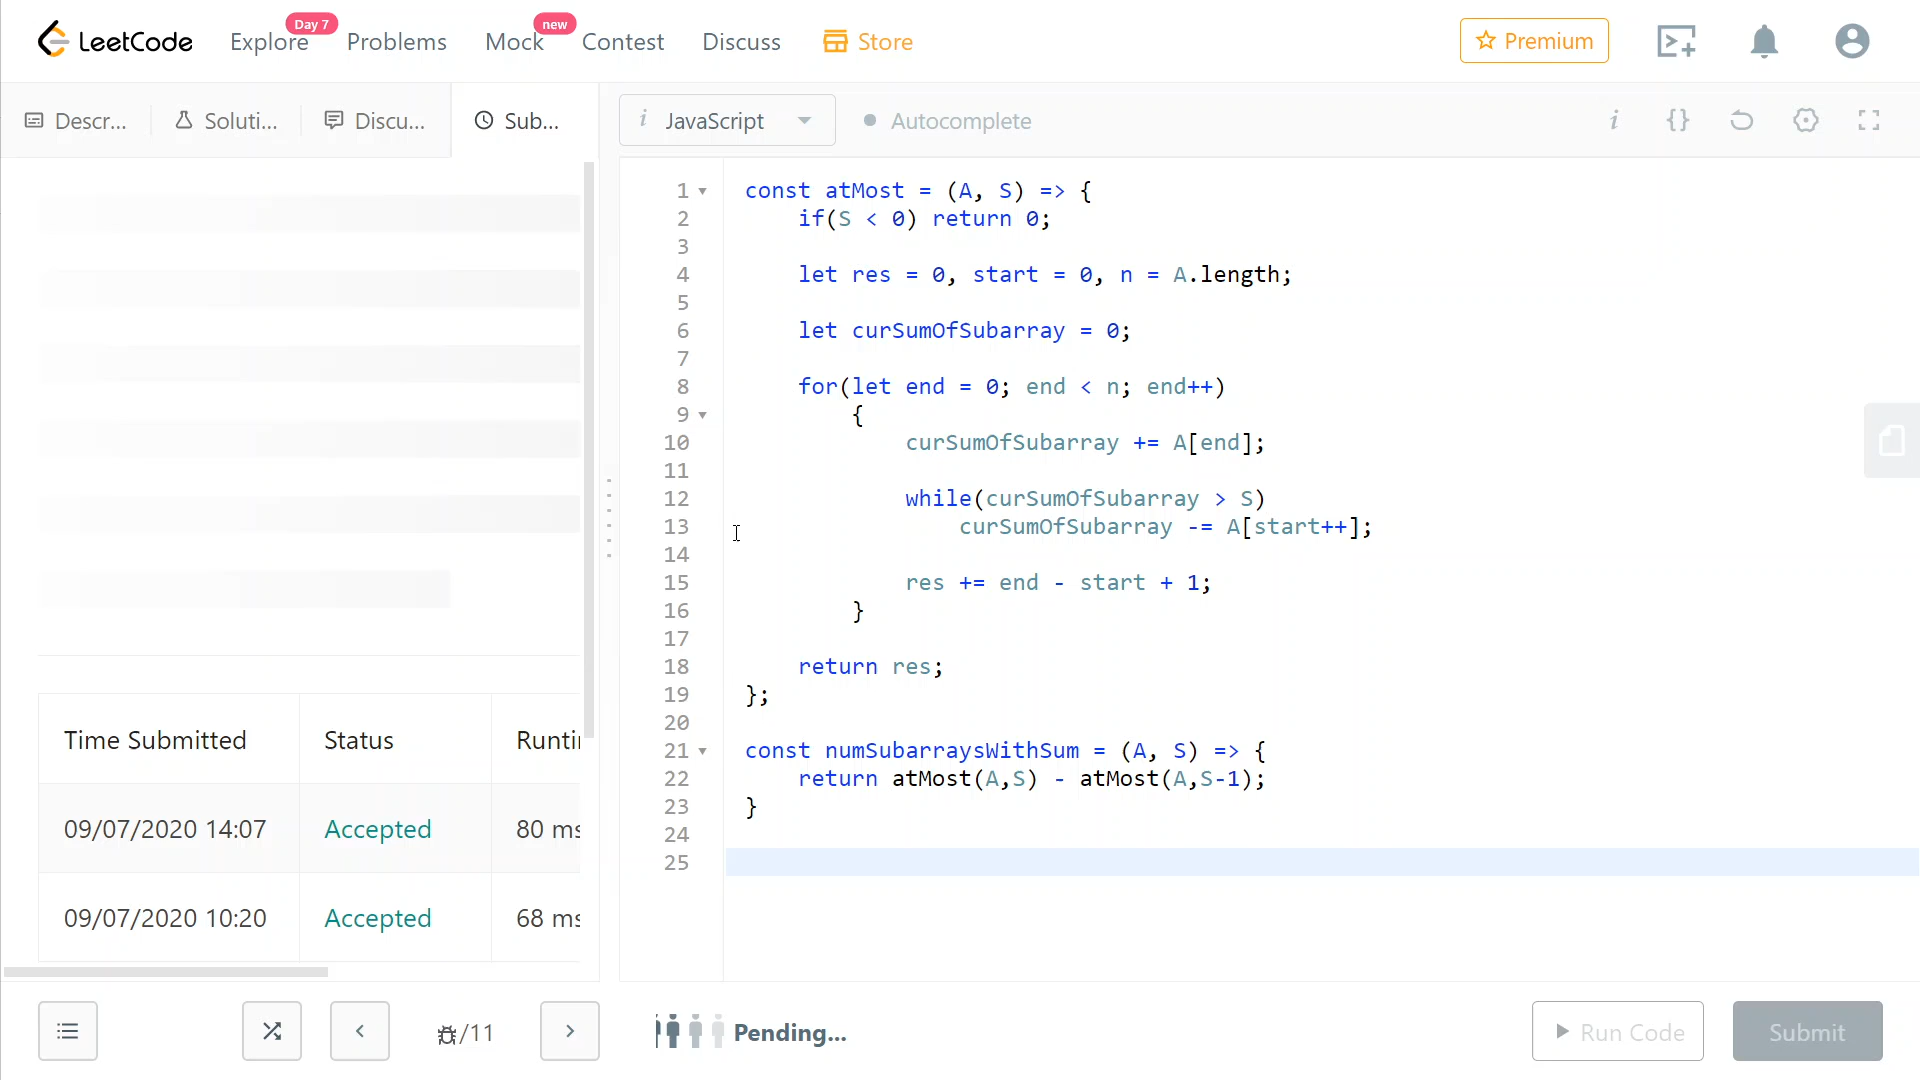 LeetCode
Explore
Day 7
Problems
Mock
new
Contest
Discuss
Store
Premium
Descr...
Soluti...
Discu...
Sub...
i JavaScript
Autocomplete
i {}
1 const atMost = (A, S) => {
2 if(S < 0) return 0;
3
4 let res = 0, start = 0, n = A.length;
5
6 let curSumOfSubarray = 0;
7
8 for(let end = 0; end < n; end++)
9 {
10 curSumOfSubarray += A[end];
11
12 while(curSumOfSubarray > S)
13 curSumOfSubarray -= A[start++];
14
15 res += end - start + 1;
16 }
17
18 return res;
19 };
20
21 const numSubarraysWithSum = (A, S) => {
22 return atMost(A,S) - atMost(A,S-1);
23 }
24
25
Time Submitted Status
09/07/2020 14:07 Accepted 80 ms
09/07/2020 10:20 Accepted 68 ms
/11
Pending...
Run Code
Submit